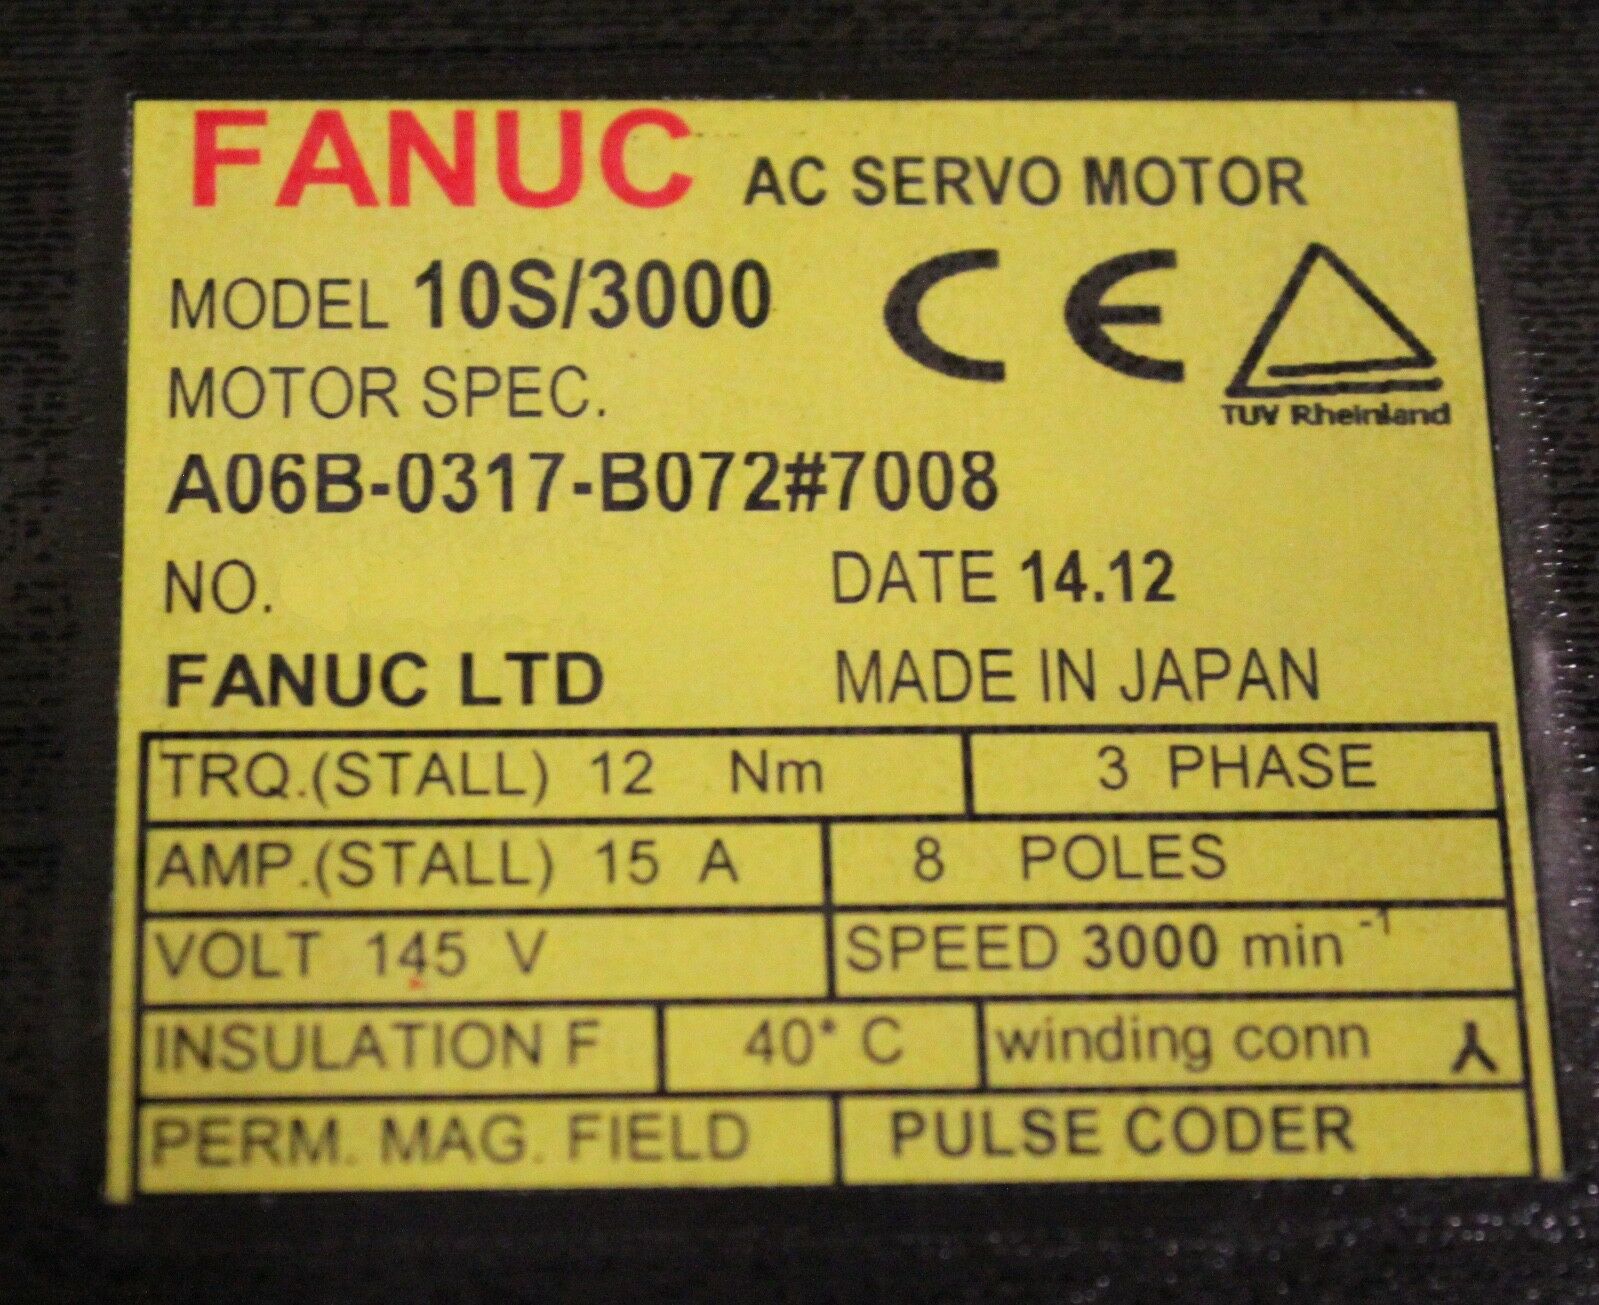 FANUC AC SERVO MOTOR
MODEL 10S/3000
CE
TUV Rheinland
MOTOR SPEC.
A06B-0317-B072#7008
NO. DATE 14.12
FANUC LTD MADE IN JAPAN
TRQ.(STALL) 12 Nm 3 PHASE
AMP.(STALL) 15 A 8 POLES
VOLT 145 V SPEED 3000 min⁻¹
INSULATION F 40° C winding conn
PERM. MAG. FIELD PULSE CODER